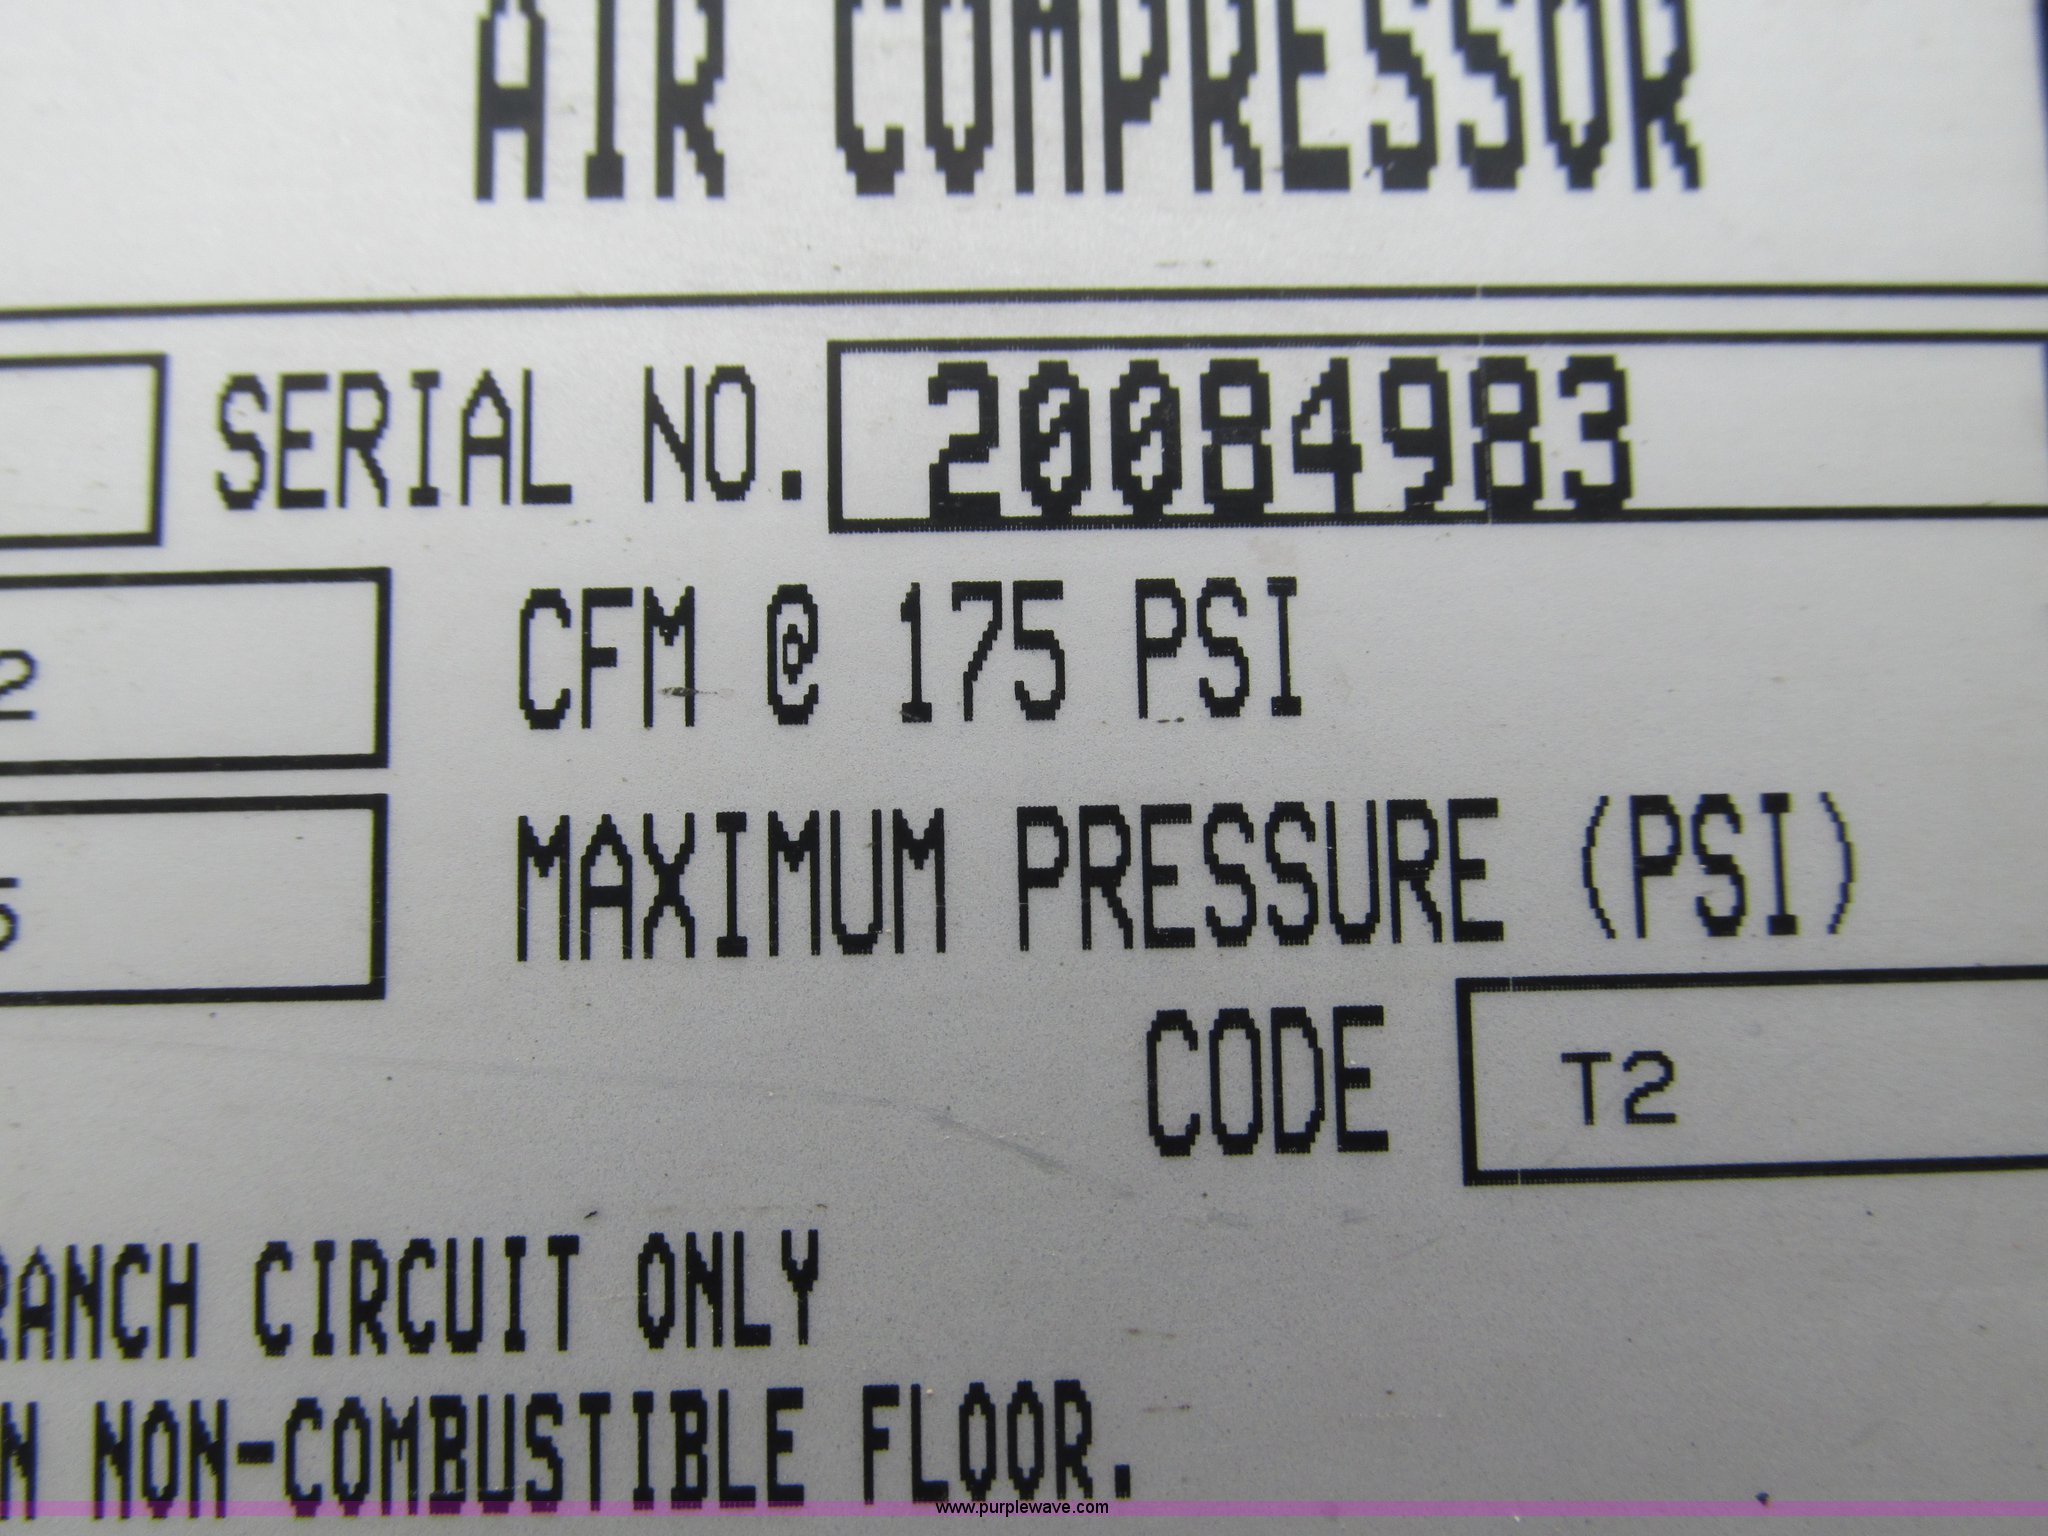 AIR COMPRESSOR
SERIAL NO. 20084983
2 CFM @ 175 PSI
5 MAXIMUM PRESSURE (PSI)
CODE T2
RANCH CIRCUIT ONLY
N NON-COMBUSTIBLE FLOOR.
www.purplewave.com